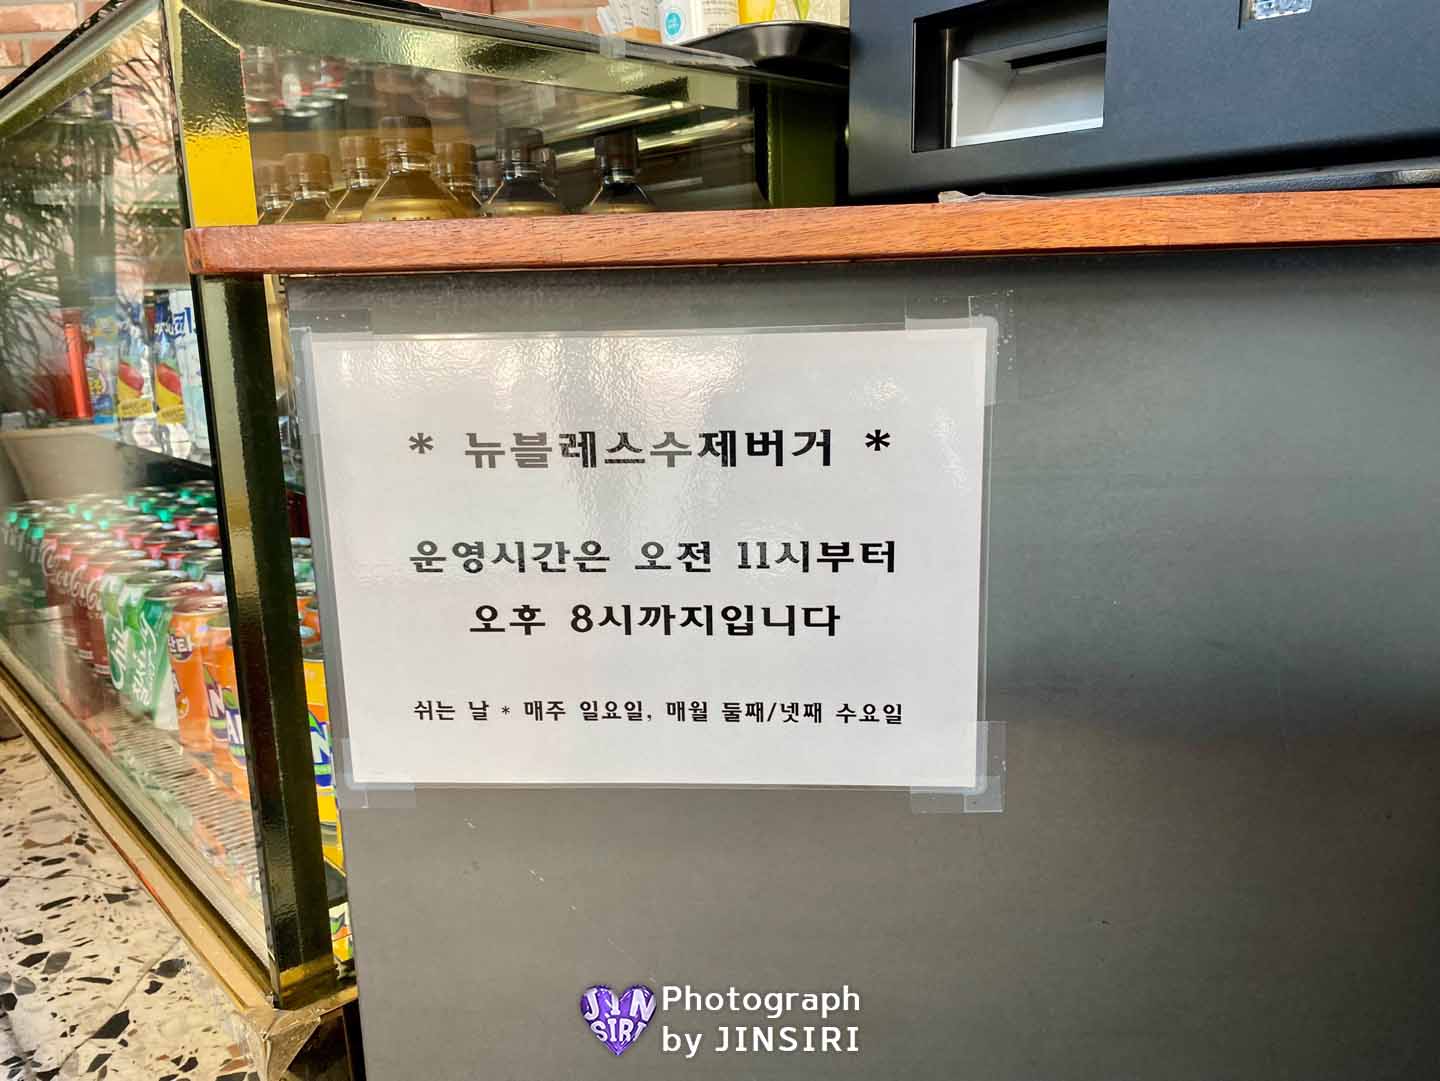 * 뉴블레스수제버거 *
운영시간은 오전 11시부터
오후 8시까지입니다
쉬는 날 * 매주 일요일, 매월 둘째/넷째 수요일
JIN
SIRI
Photograph
by JINSIRI